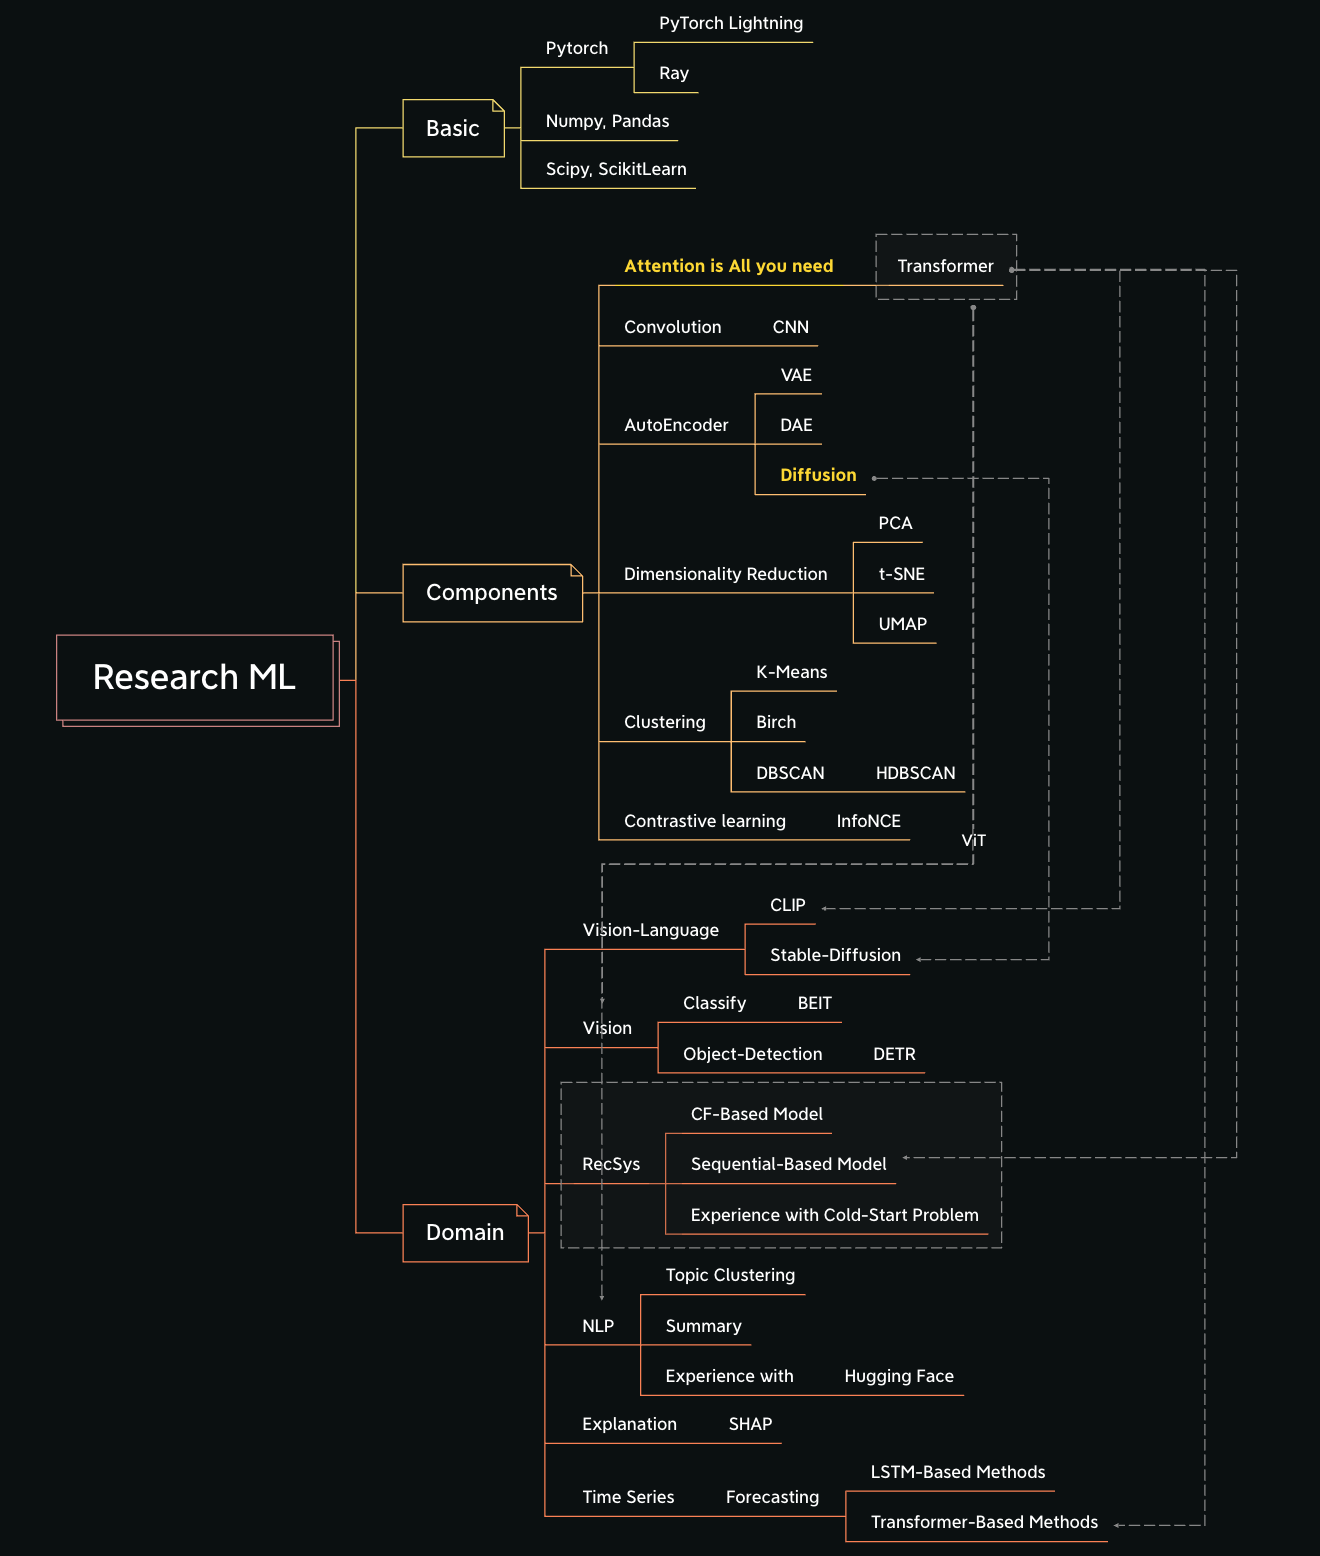 PyTorch Lightning
Pytorch
Ray
Basic
Numpy, Pandas
Scipy, ScikitLearn
Attention is All you need
Transformer
Convolution
CNN
VAE
AutoEncoder
DAE
Diffusion
PCA
Dimensionality Reduction
t-SNE
Components
UMAP
Research ML
K-Means
Clustering
Birch
DBSCAN
HDBSCAN
Contrastive learning
InfoNCE
ViT
CLIP
Vision-Language
Stable-Diffusion
Classify
BEIT
Vision
Object-Detection
DETR
CF-Based Model
RecSys
Sequential-Based Model
Experience with Cold-Start Problem
Domain
Topic Clustering
NLP
Summary
Experience with
Hugging Face
Explanation
SHAP
LSTM-Based Methods
Time Series
Forecasting
Transformer-Based Methods